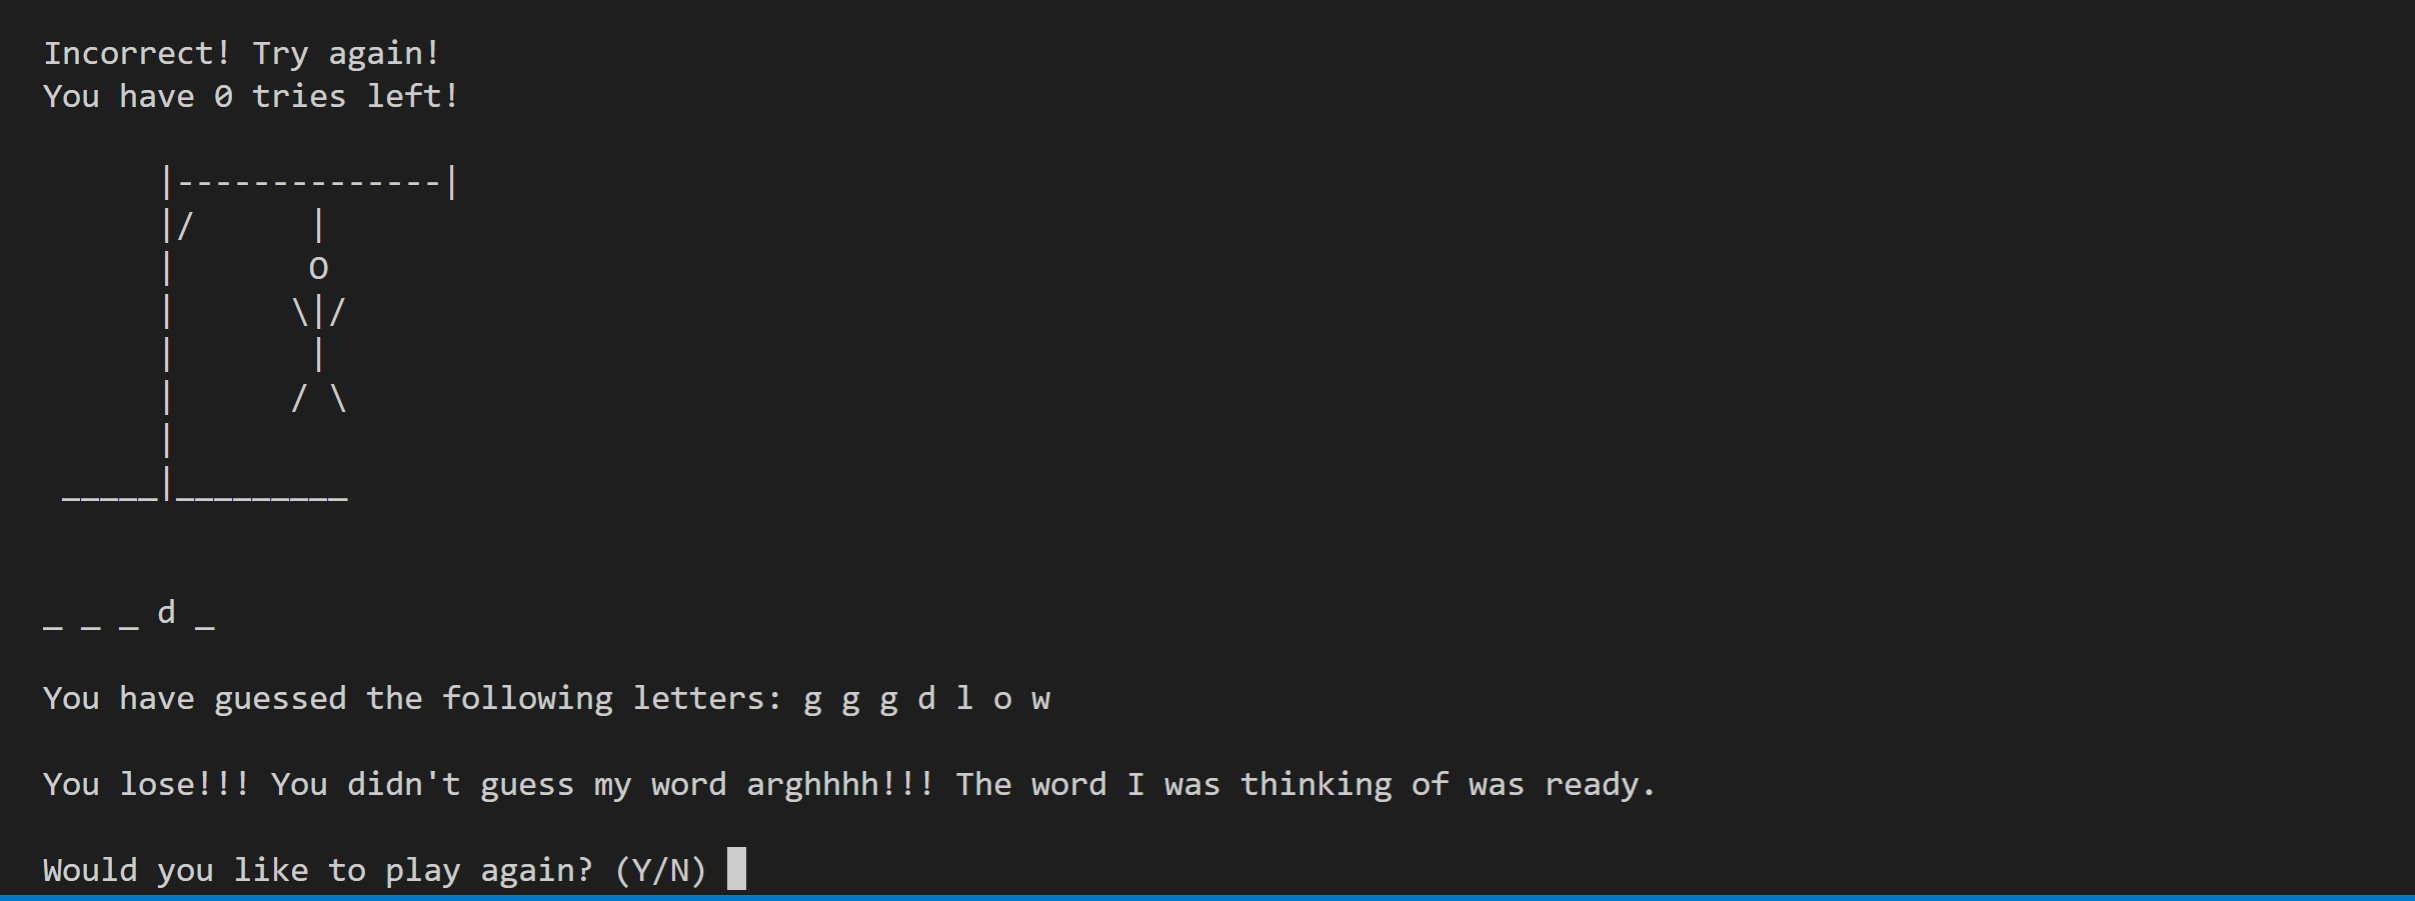 Incorrect! Try again!
You have 0 tries left!
     |--------------|
     |/      |
     |       O
     |      \|/
     |       |
     |      / \
     |
_____|_________
_ _ _ d _
You have guessed the following letters: g g g d l o w
You lose!!! You didn't guess my word arghhhh!!! The word I was thinking of was ready.
Would you like to play again? (Y/N)